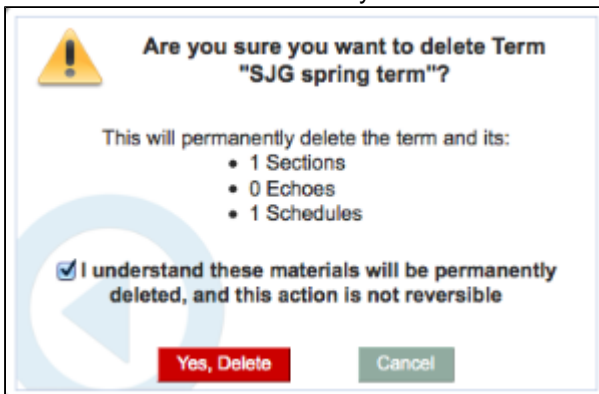 Are you sure you want to delete Term
"SJG spring term"?
This will permanently delete the term and its:
• 1 Sections
• 0 Echoes
• 1 Schedules
I understand these materials will be permanently
deleted, and this action is not reversible
Yes, Delete
Cancel